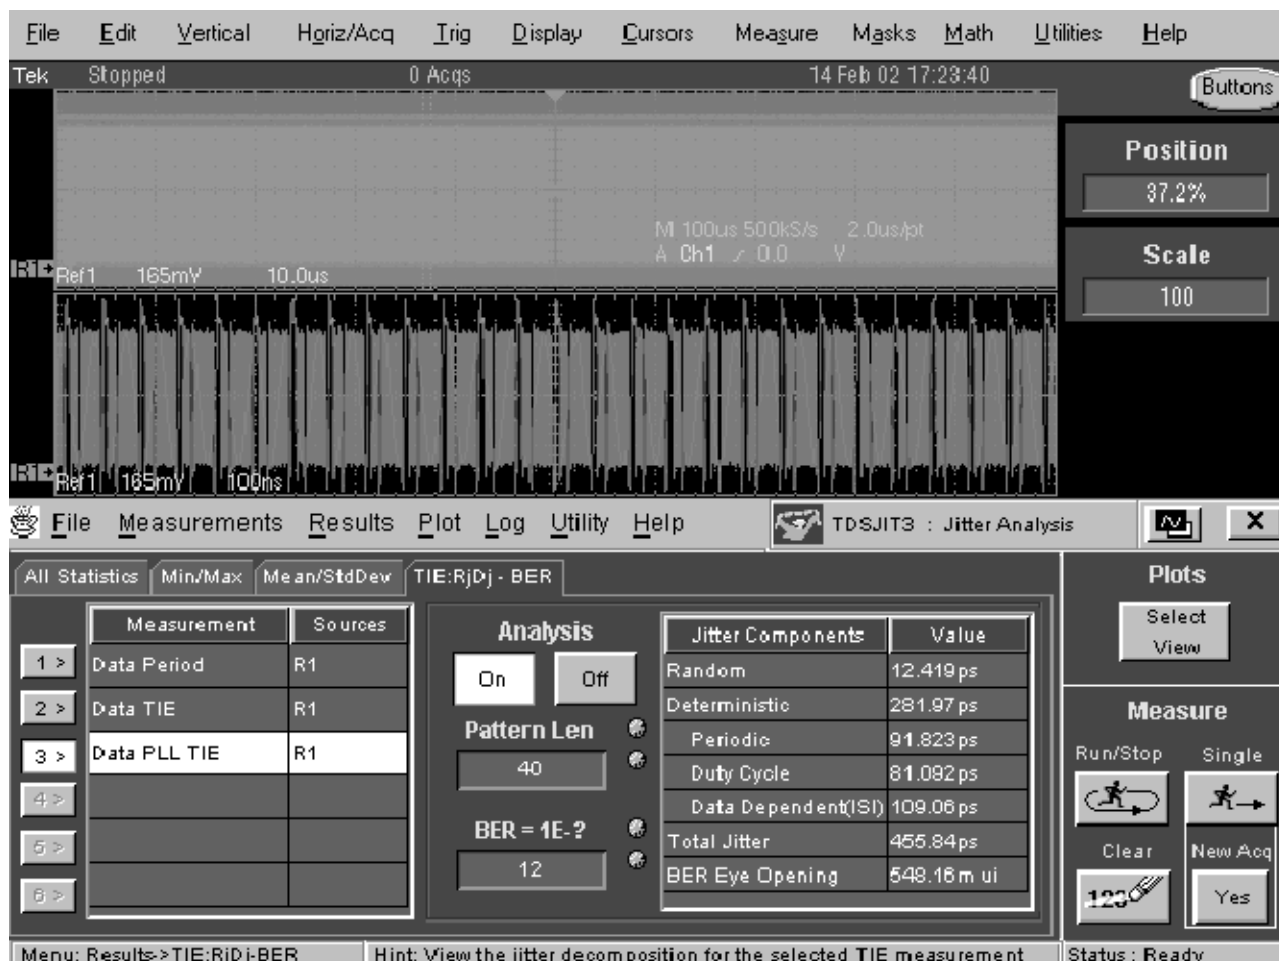 File Edit Vertical Horiz/Acq Trig Display Cursors Measure Masks Math Utilities Help
Tek Stopped 0 Acqs 14 Feb 02 17:23:40
Buttons
Position
37.2%
M 100us 500kS/s 2.0us/pt
A Ch1 0.0 V
Scale
100
R1 Ref1 165mV 10.0us
R1 Ref1 165mV 100ns
File Measurements Results Plot Log Utility Help TDSJIT3 : Jitter Analysis X
All Statistics Min/Max Mean/StdDev TIE:RjDj - BER
Plots
Select View
Measurement Sources
1 > Data Period R1
2 > Data TIE R1
3 > Data PLL TIE R1
4 >
5 >
6 >
Analysis
On Off
Pattern Len
40
BER = 1E-?
12
Jitter Components Value
Random 12.419ps
Deterministic 281.97ps
Periodic 91.823ps
Duty Cycle 81.092ps
Data Dependent(ISI) 109.06ps
Total Jitter 455.84ps
BER Eye Opening 548.16m ui
Measure
Run/Stop Single
Clear New Acq
123 Yes
Menu: Results->TIE:RjDj-BER Hint: View the jitter decomposition for the selected TIE measurement Status : Ready